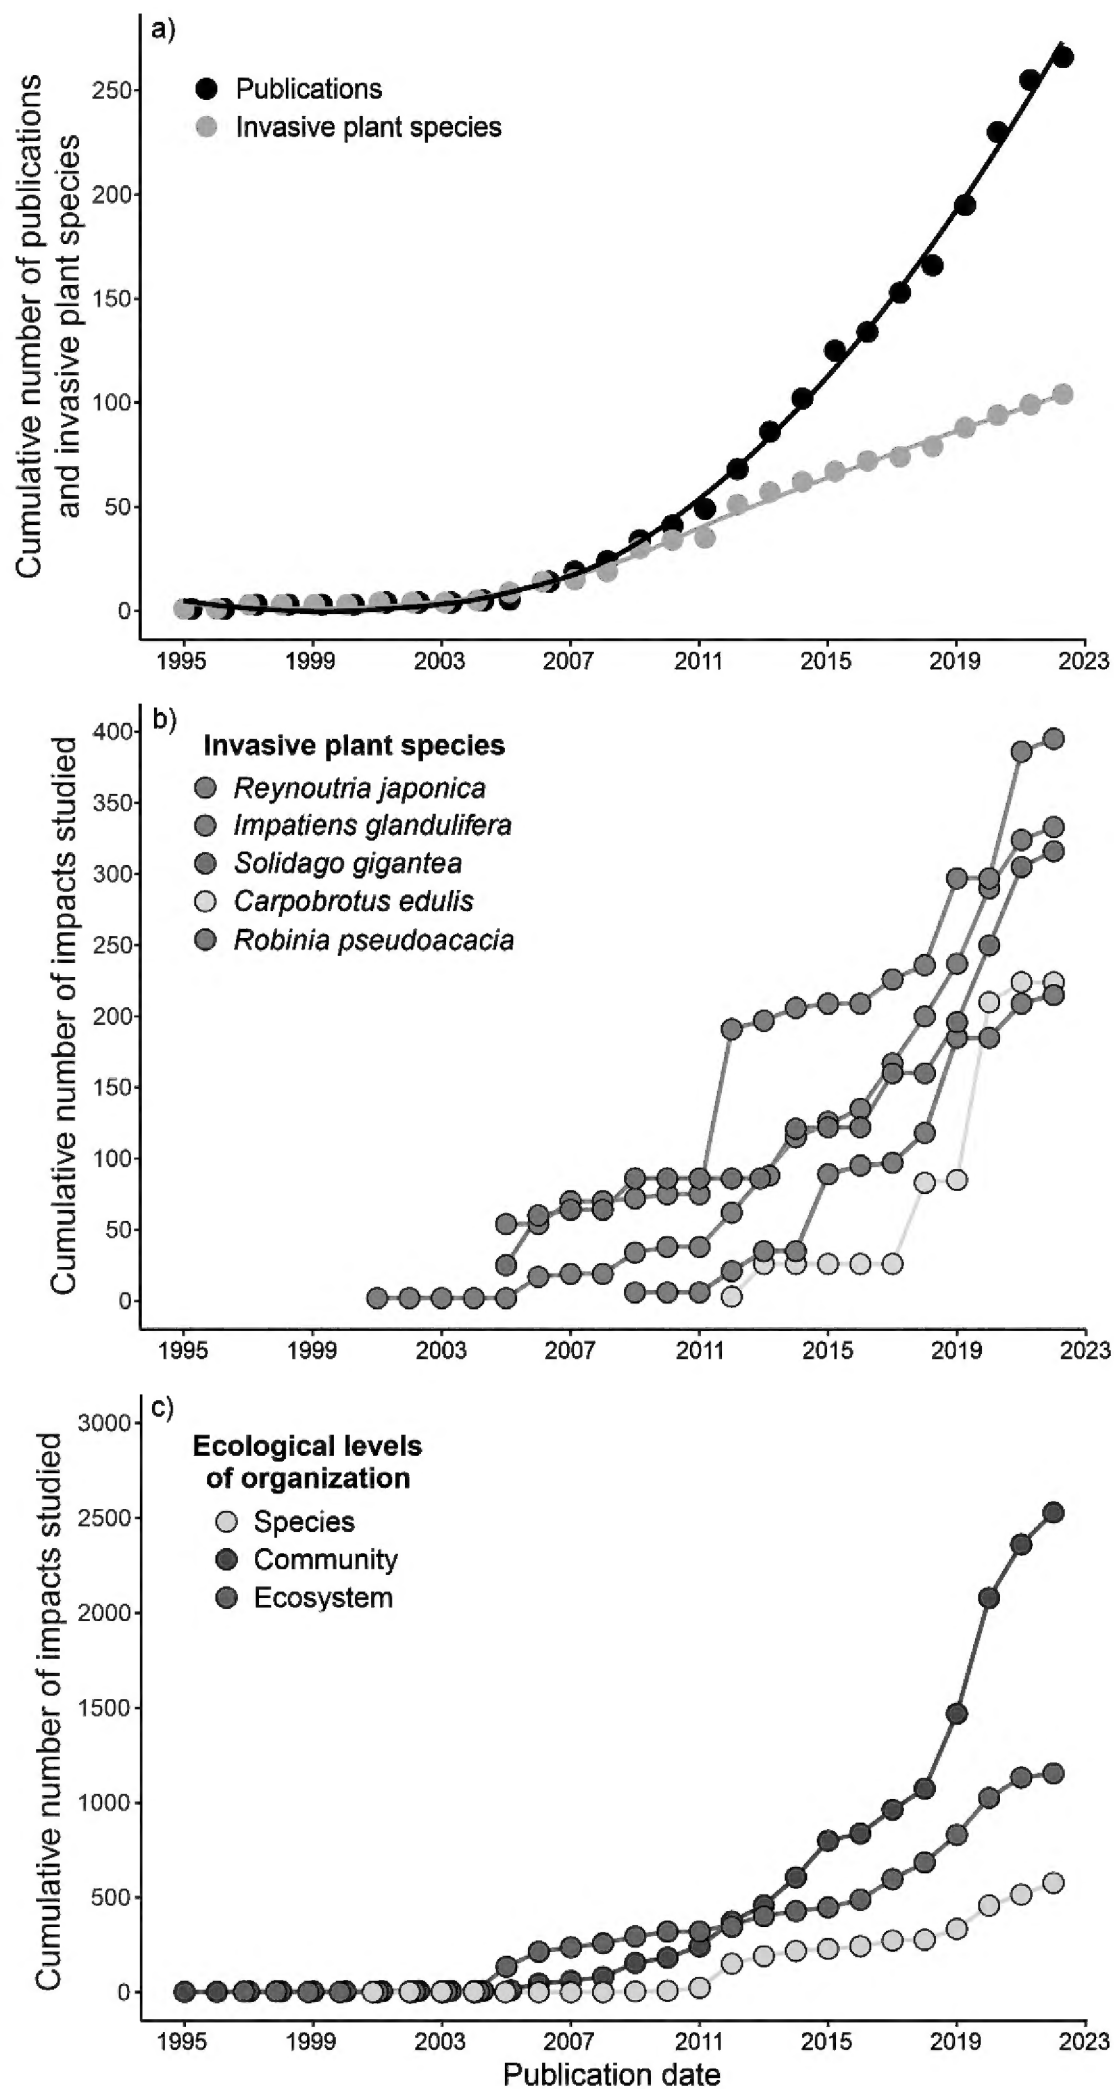 a)
Cumulative number of publications
and invasive plant species
Publications
Invasive plant species
250
200
150
100
50
0
1995 1999 2003 2007 2011 2015 2019 2023
b)
Cumulative number of impacts studied
Invasive plant species
Reynoutria japonica
Impatiens glandulifera
Solidago gigantea
Carpobrotus edulis
Robinia pseudoacacia
400
350
300
250
200
150
100
50
0
1995 1999 2003 2007 2011 2015 2019 2023
c)
Cumulative number of impacts studied
Ecological levels
of organization
Species
Community
Ecosystem
3000
2500
2000
1500
1000
500
0
1995 1999 2003 2007 2011 2015 2019 2023
Publication date